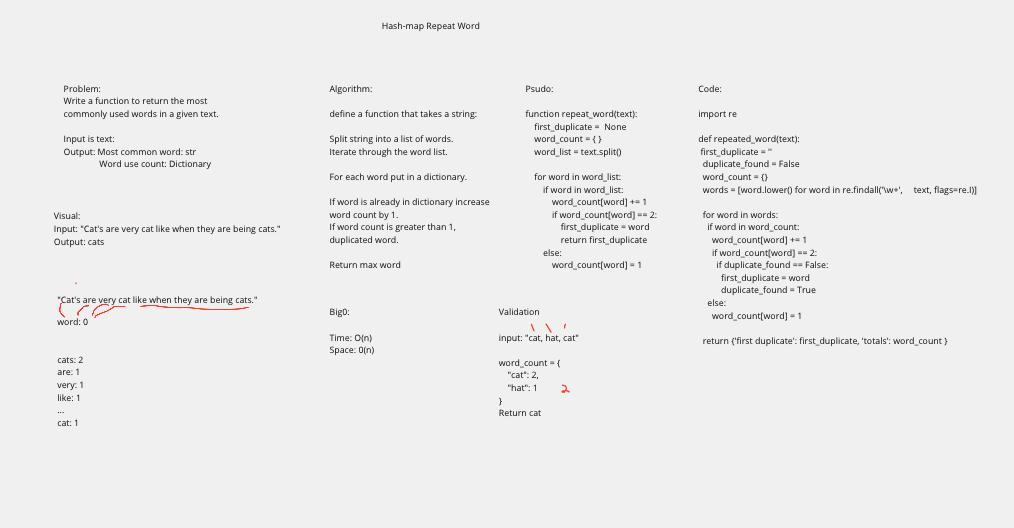 Hash-map Repeat Word
Problem:
Write a function to return the most
commonly used words in a given text.
Input is text:
Output: Most common word: str
Word use count: Dictionary
Visual:
Input: "Cat's are very cat like when they are being cats."
Output: cats
"Cat's are very cat like when they are being cats."
word: 0
cats: 2
are: 1
very: 1
like: 1
...
cat: 1
Algorithm:
define a function that takes a string:
Split string into a list of words.
Iterate through the word list.
For each word put in a dictionary.
If word is already in dictionary increase
word count by 1.
If word count is greater than 1,
duplicated word.
Return max word
Big0:
Time: O(n)
Space: 0(n)
Psudo:
function repeat_word(text):
first_duplicate = None
word_count = { }
word_list = text.split()
for word in word_list:
if word in word_list:
word_count[word] += 1
if word_count[word] == 2:
first_duplicate = word
return first_duplicate
else:
word_count[word] = 1
Validation
input: "cat, hat, cat"
word_count = {
"cat": 2,
"hat": 1 2
}
Return cat
Code:
import re
def repeated_word(text):
first_duplicate = ''
duplicate_found = False
word_count = {}
words = [word.lower() for word in re.findall('\w+', text, flags=re.I)]
for word in words:
if word in word_count:
word_count[word] += 1
if word_count[word] == 2:
if duplicate_found == False:
first_duplicate = word
duplicate_found = True
else:
word_count[word] = 1
return {'first duplicate': first_duplicate, 'totals': word_count }